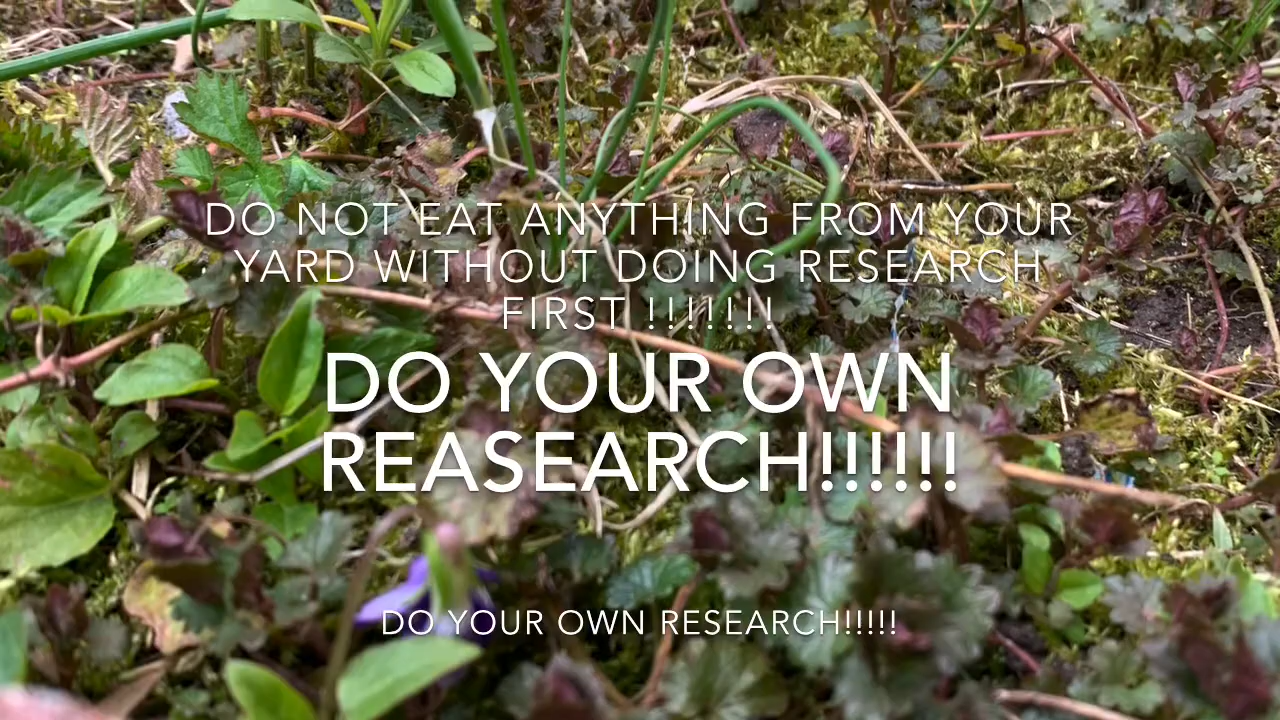 DO NOT EAT ANYTHING FROM YOUR
YARD WITHOUT DOING RESEARCH
FIRST !!!!!!!
DO YOUR OWN
REASEARCH!!!!!!
DO YOUR OWN RESEARCH!!!!!